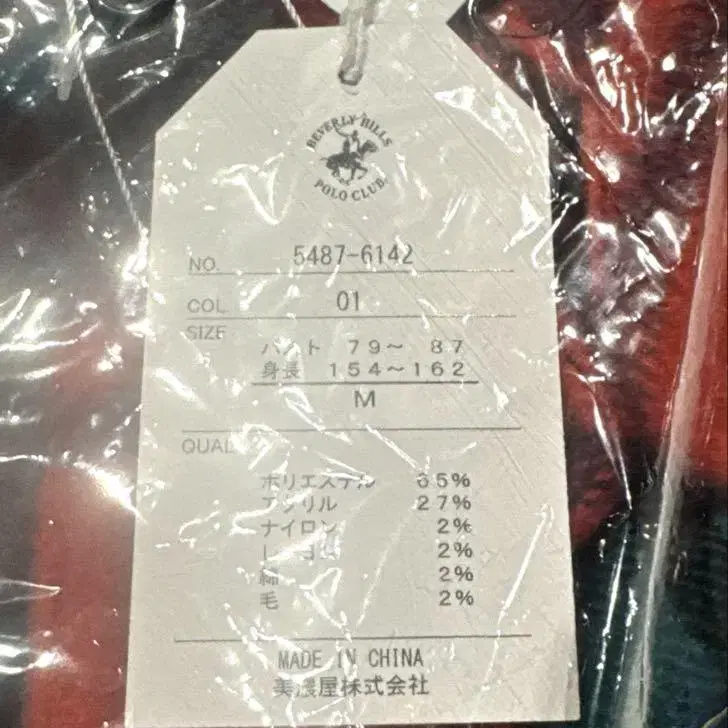 BEVERLY HILLS
POLO CLUB
NO. 5487-6142
COL 01
SIZE
バスト 79～ 87
身長 154～162
M
QUAL
ポリエステル 65%
アクリル 27%
ナイロン 2%
2%
綿 2%
毛 2%
MADE IN CHINA
美濃屋株式会社